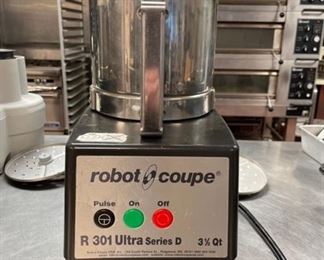 robot coupe®
Pulse On Off
R 301 Ultra Series D 3½ Qt